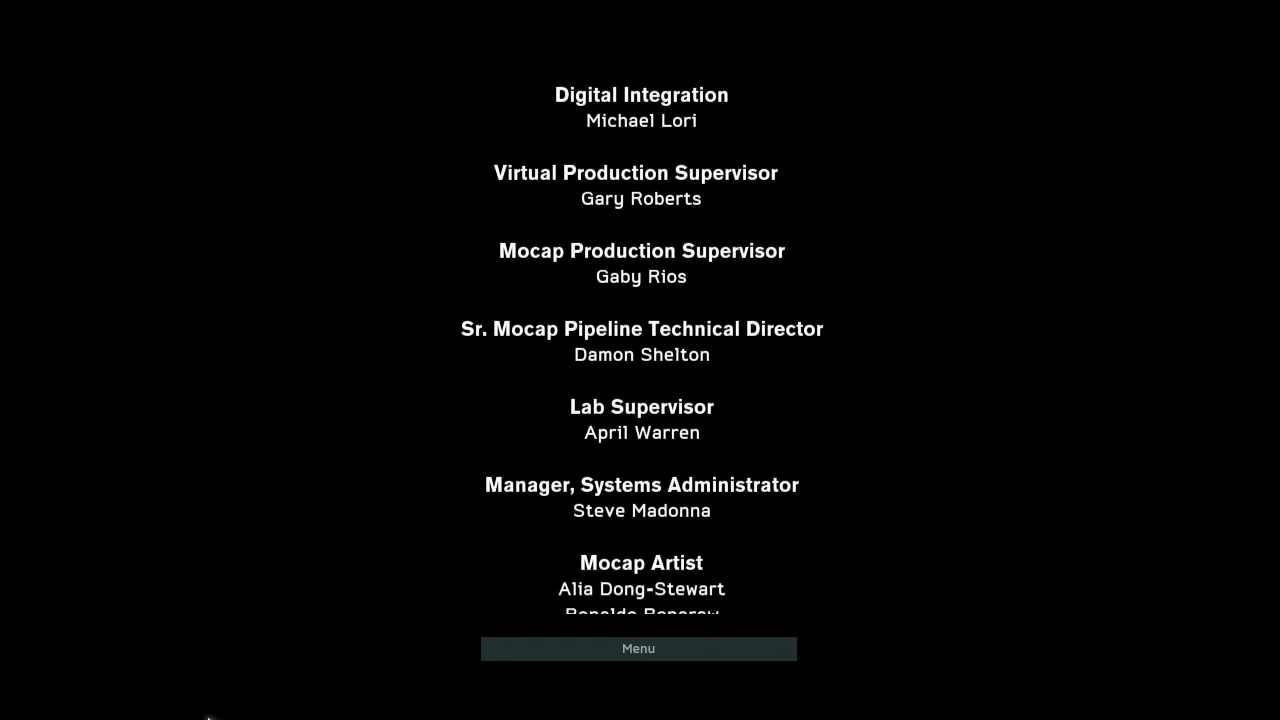 Digital Integration
Michael Lori
Virtual Production Supervisor
Gary Roberts
Mocap Production Supervisor
Gaby Rios
Sr. Mocap Pipeline Technical Director
Damon Shelton
Lab Supervisor
April Warren
Manager, Systems Administrator
Steve Madonna
Mocap Artist
Alia Dong-Stewart
Menu